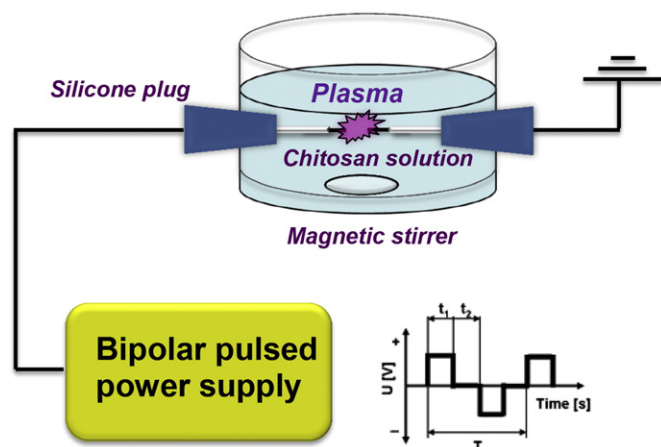 Silicone plug
Plasma
Chitosan solution
Magnetic stirrer
Bipolar pulsed
power supply
t1 t2
+
U [V]
Time [s]
–
T